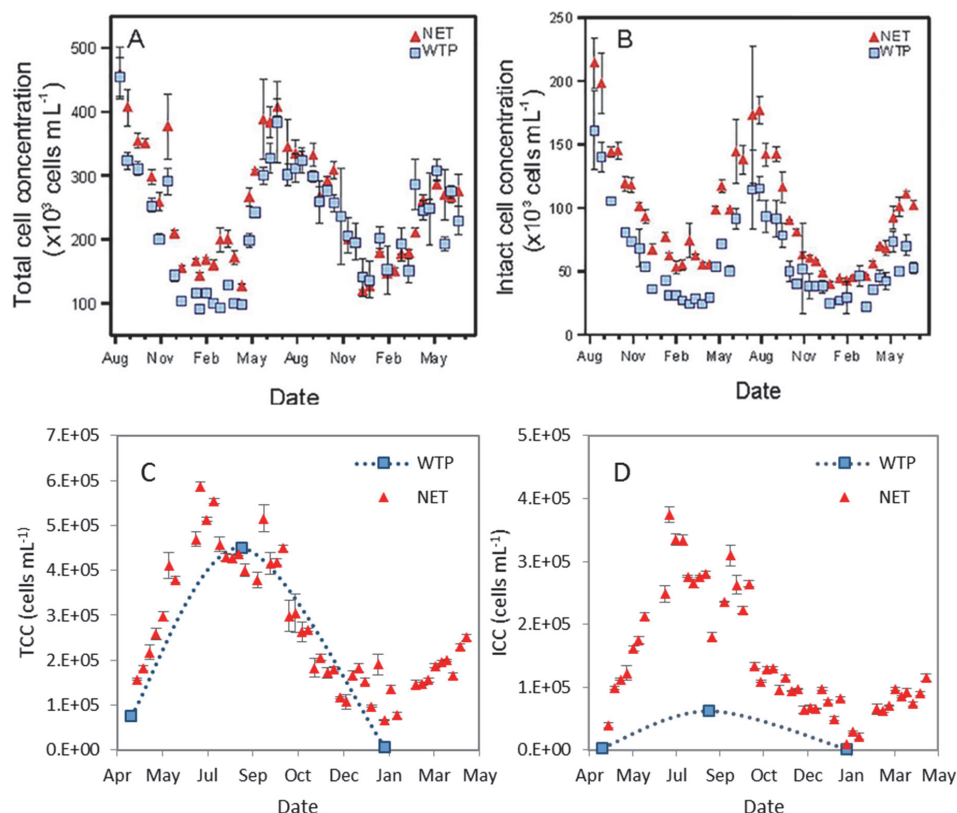 A
NET
WTP
Total cell concentration
(x10³ cells mL⁻¹)
500
400
300
200
100
Aug Nov Feb May Aug Nov Feb May
Date
B
NET
WTP
Intact cell concentration
(×10³ cells mL⁻¹)
250
200
150
100
50
0
Aug Nov Feb May Aug Nov Feb May
Date
C
WTP
NET
TCC (cells mL⁻¹)
7.E+05
6.E+05
5.E+05
4.E+05
3.E+05
2.E+05
1.E+05
0.E+00
Apr May Jul Sep Oct Dec Jan Mar May
Date
D
WTP
NET
ICC (cells mL⁻¹)
5.E+05
4.E+05
3.E+05
2.E+05
1.E+05
0.E+00
Apr May Jul Sep Oct Dec Jan Mar May
Date